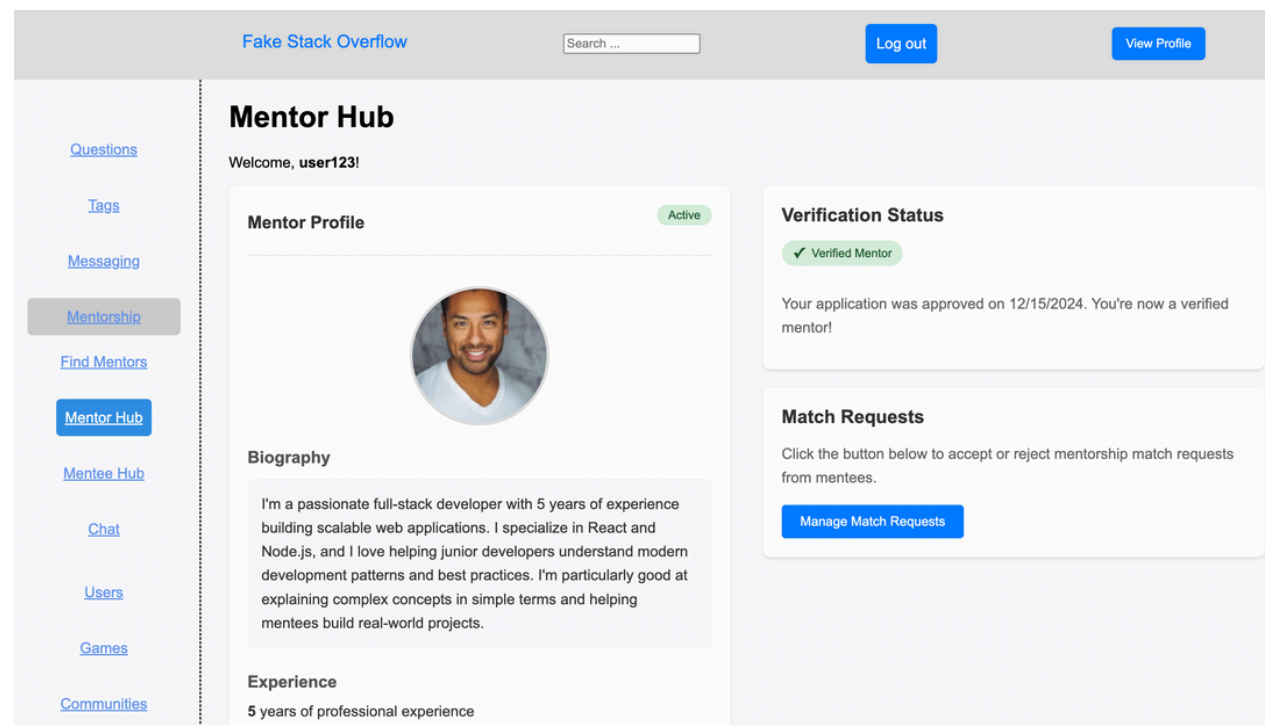 Fake Stack Overflow
Search ...
Log out
View Profile
Questions
Tags
Messaging
Mentorship
Find Mentors
Mentor Hub
Mentee Hub
Chat
Users
Games
Communities
Mentor Hub
Welcome, user123!
Mentor Profile
Active
Biography
I'm a passionate full-stack developer with 5 years of experience
building scalable web applications. I specialize in React and
Node.js, and I love helping junior developers understand modern
development patterns and best practices. I'm particularly good at
explaining complex concepts in simple terms and helping
mentees build real-world projects.
Experience
5 years of professional experience
Verification Status
✓ Verified Mentor
Your application was approved on 12/15/2024. You're now a verified
mentor!
Match Requests
Click the button below to accept or reject mentorship match requests
from mentees.
Manage Match Requests